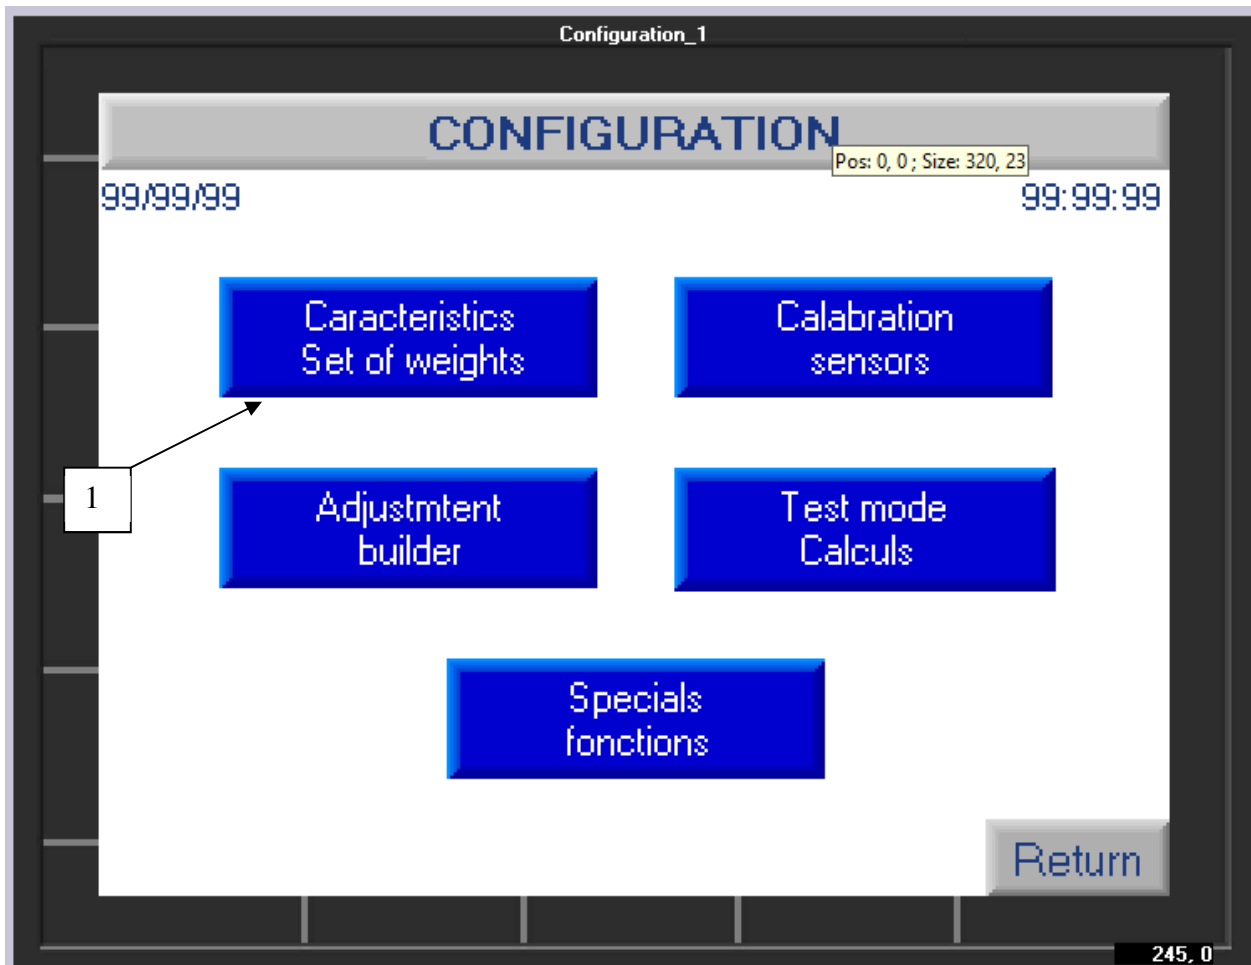 Configuration_1
CONFIGURATION
Pos: 0, 0 ; Size: 320, 23
99/99/99
99:99:99
Caracteristics
Set of weights
Calabration
sensors
1
Adjustmtent
builder
Test mode
Calculs
Specials
fonctions
Return
245, 0